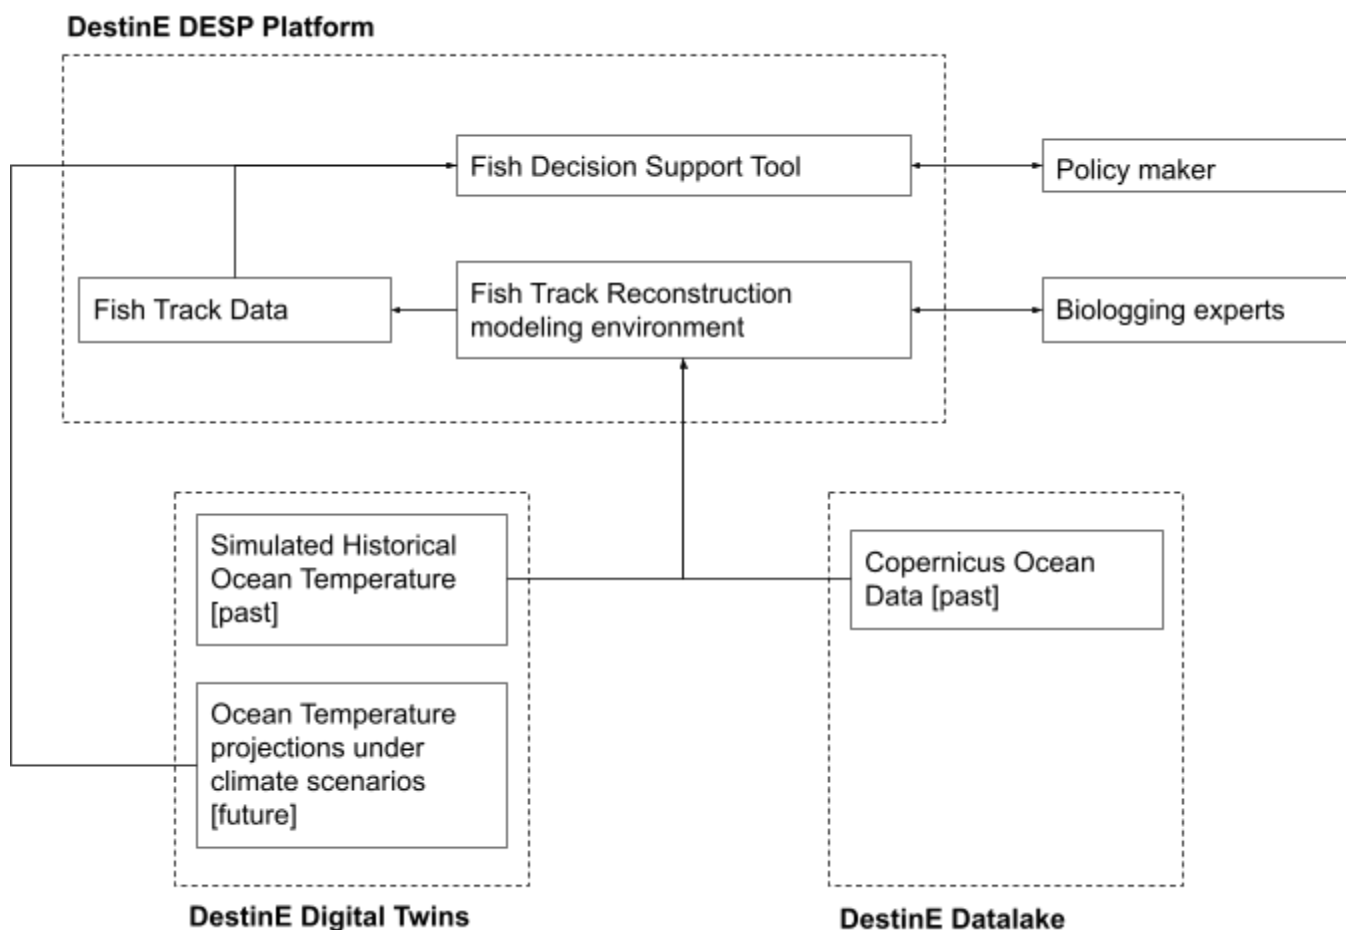 DestinE DESP Platform
Fish Decision Support Tool
Policy maker
Fish Track Data
Fish Track Reconstruction
modeling environment
Biologging experts
Simulated Historical
Ocean Temperature
[past]
Copernicus Ocean
Data [past]
Ocean Temperature
projections under
climate scenarios
[future]
DestinE Digital Twins
DestinE Datalake